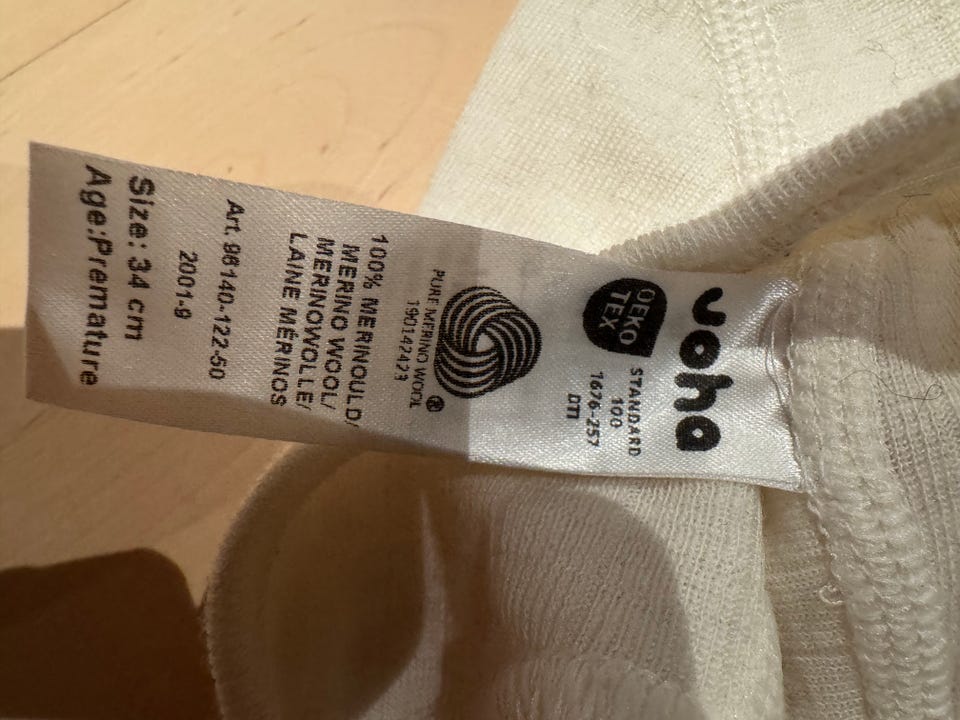 Joha
OEKO
TEX
STANDARD
100
1676-257
DTI
PURE MERINO WOOL ®
190142423
100% MERINOULD/
MERINO WOOL/
MERINOWOLLE/
LAINE MÉRINOS
Art. 96140-122-50
2001-9
Size: 34 cm
Age:Premature